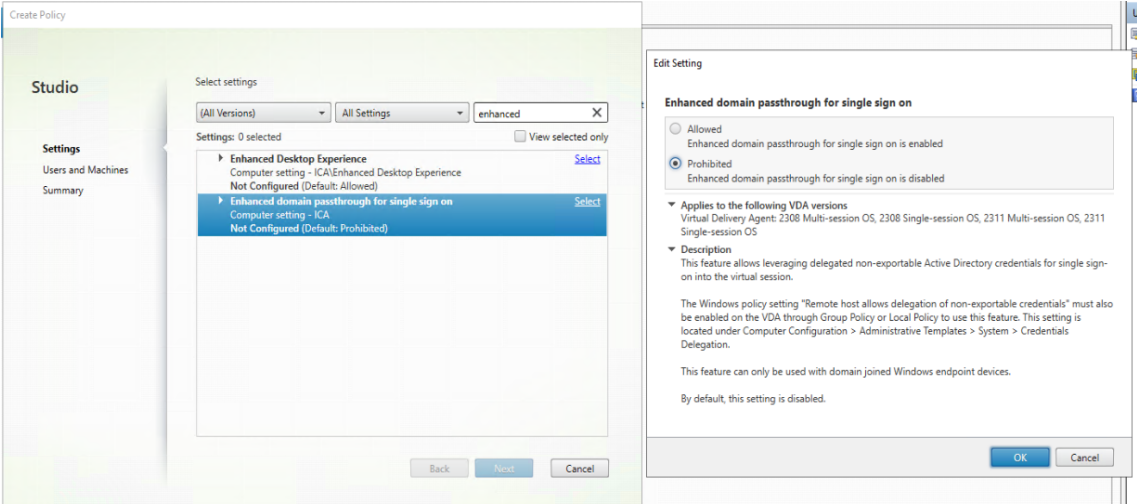 Create Policy
Studio
Settings
Users and Machines
Summary
Select settings
(All Versions)
All Settings
enhanced
Settings: 0 selected
View selected only
Enhanced Desktop Experience
Select
Computer setting - ICA\Enhanced Desktop Experience
Not Configured (Default: Allowed)
Enhanced domain passthrough for single sign on
Select
Computer setting - ICA
Not Configured (Default: Prohibited)
Back
Next
Cancel
Edit Setting
Enhanced domain passthrough for single sign on
Allowed
Enhanced domain passthrough for single sign on is enabled
Prohibited
Enhanced domain passthrough for single sign on is disabled
Applies to the following VDA versions
Virtual Delivery Agent: 2308 Multi-session OS, 2308 Single-session OS, 2311 Multi-session OS, 2311
Single-session OS
Description
This feature allows leveraging delegated non-exportable Active Directory credentials for single sign-
on into the virtual session.
The Windows policy setting "Remote host allows delegation of non-exportable credentials" must also
be enabled on the VDA through Group Policy or Local Policy to use this feature. This setting is
located under Computer Configuration > Administrative Templates > System > Credentials
Delegation.
This feature can only be used with domain joined Windows endpoint devices.
By default, this setting is disabled.
OK
Cancel